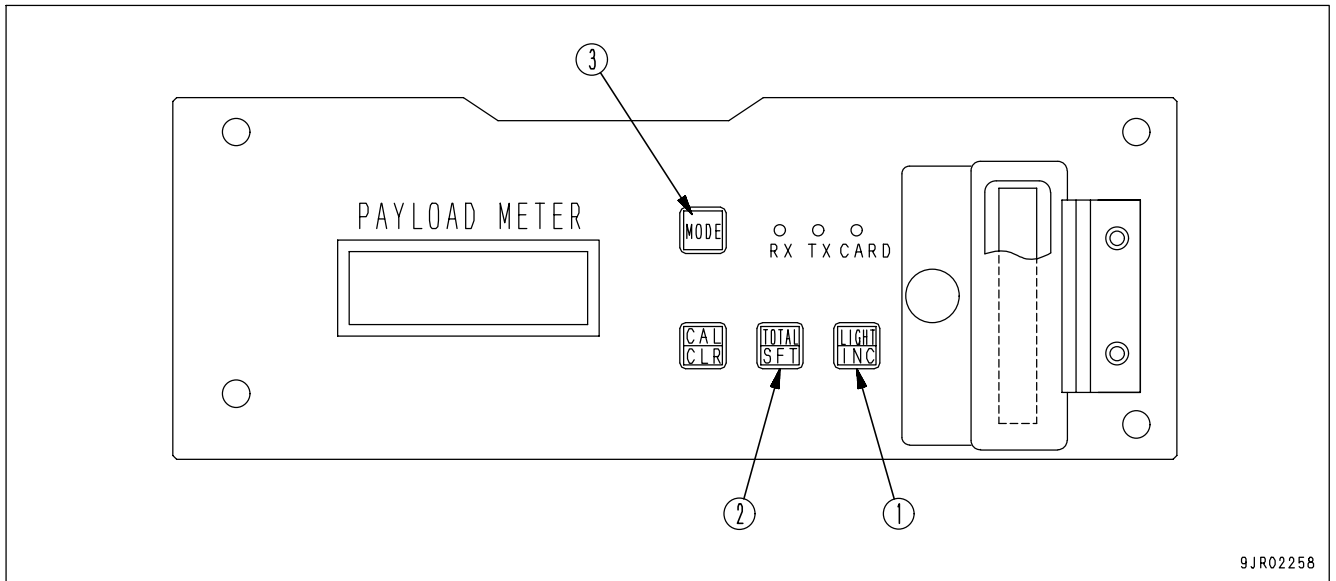 ③
PAYLOAD METER
MODE
RX TX CARD
CAL
CLR
TOTAL
SFT
LIGHT
INC
②
①
9JR02258